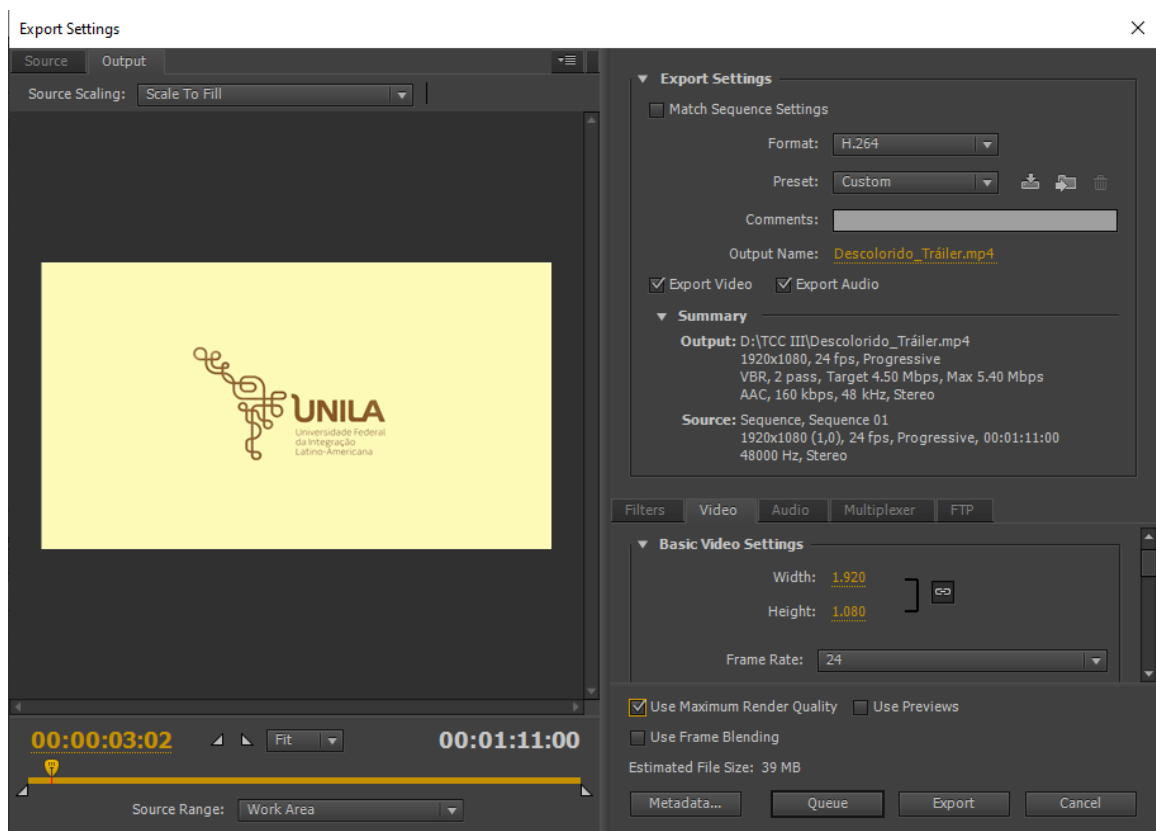 Export Settings
Source Output
Source Scaling: Scale To Fill
UNILA
Universidade Federal
da Integração
Latino-Americana
00:00:03:02 Fit 00:01:11:00
Source Range: Work Area
Export Settings
Match Sequence Settings
Format: H.264
Preset: Custom
Comments:
Output Name: Descolorido_Tráiler.mp4
Export Video Export Audio
Summary
Output: D:\TCC III\Descolorido_Tráiler.mp4
1920x1080, 24 fps, Progressive
VBR, 2 pass, Target 4.50 Mbps, Max 5.40 Mbps
AAC, 160 kbps, 48 kHz, Stereo
Source: Sequence, Sequence 01
1920x1080 (1,0), 24 fps, Progressive, 00:01:11:00
48000 Hz, Stereo
Filters Video Audio Multiplexer FTP
Basic Video Settings
Width: 1.920
Height: 1.080
Frame Rate: 24
Use Maximum Render Quality Use Previews
Use Frame Blending
Estimated File Size: 39 MB
Metadata... Queue Export Cancel